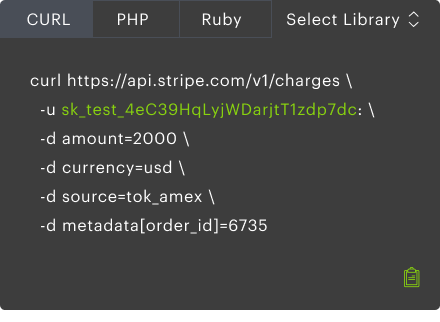 CURL PHP Ruby Select Library
curl https://api.stripe.com/v1/charges \
-u sk_test_4eC39HqLyjWDarjtT1zdp7dc: \
-d amount=2000 \
-d currency=usd \
-d source=tok_amex \
-d metadata[order_id]=6735